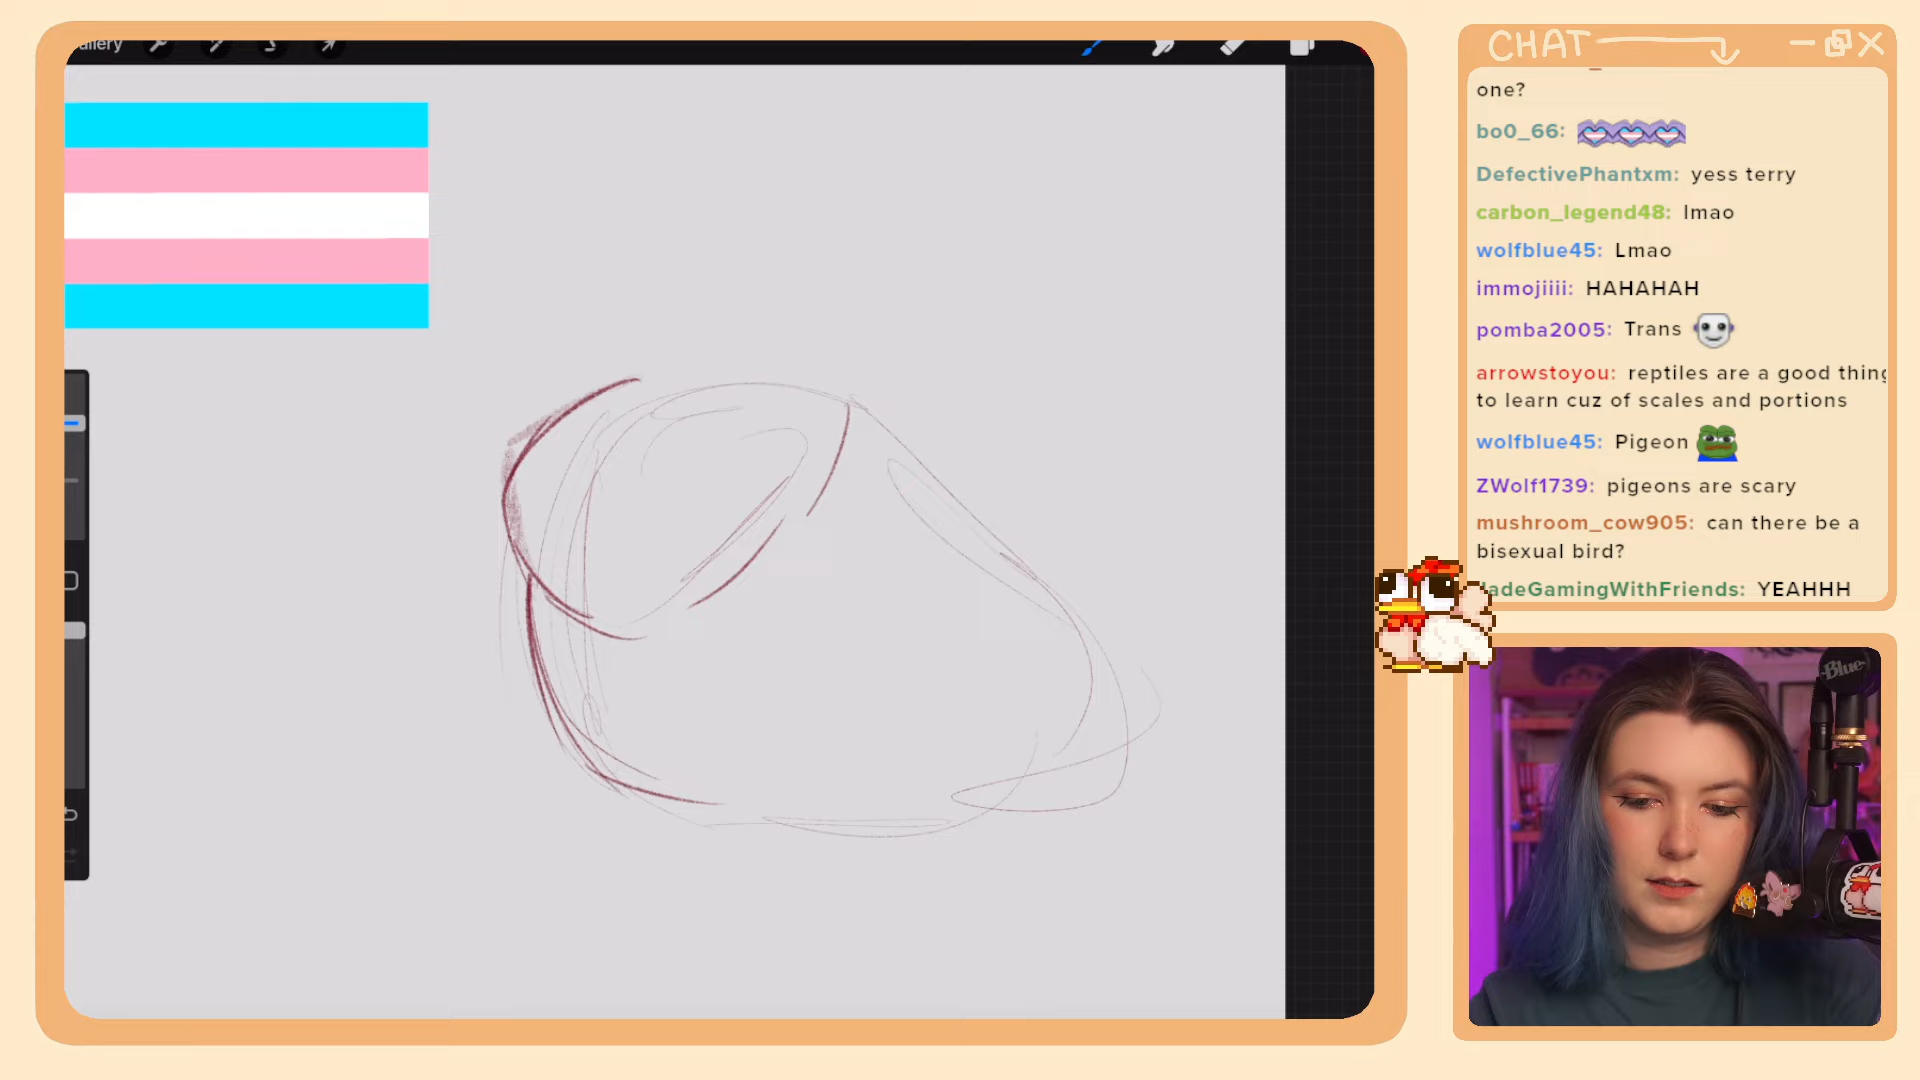 CHAT
one?
bo0_66:
DefectivePhantxm: yess terry
carbon_legend48: lmao
wolfblue45: Lmao
immojiiii: HAHAHAH
pomba2005: Trans
arrowstoyou: reptiles are a good thing
to learn cuz of scales and portions
wolfblue45: Pigeon
ZWolf1739: pigeons are scary
mushroom_cow905: can there be a
bisexual bird?
JadeGamingWithFriends: YEAHHH
Blue